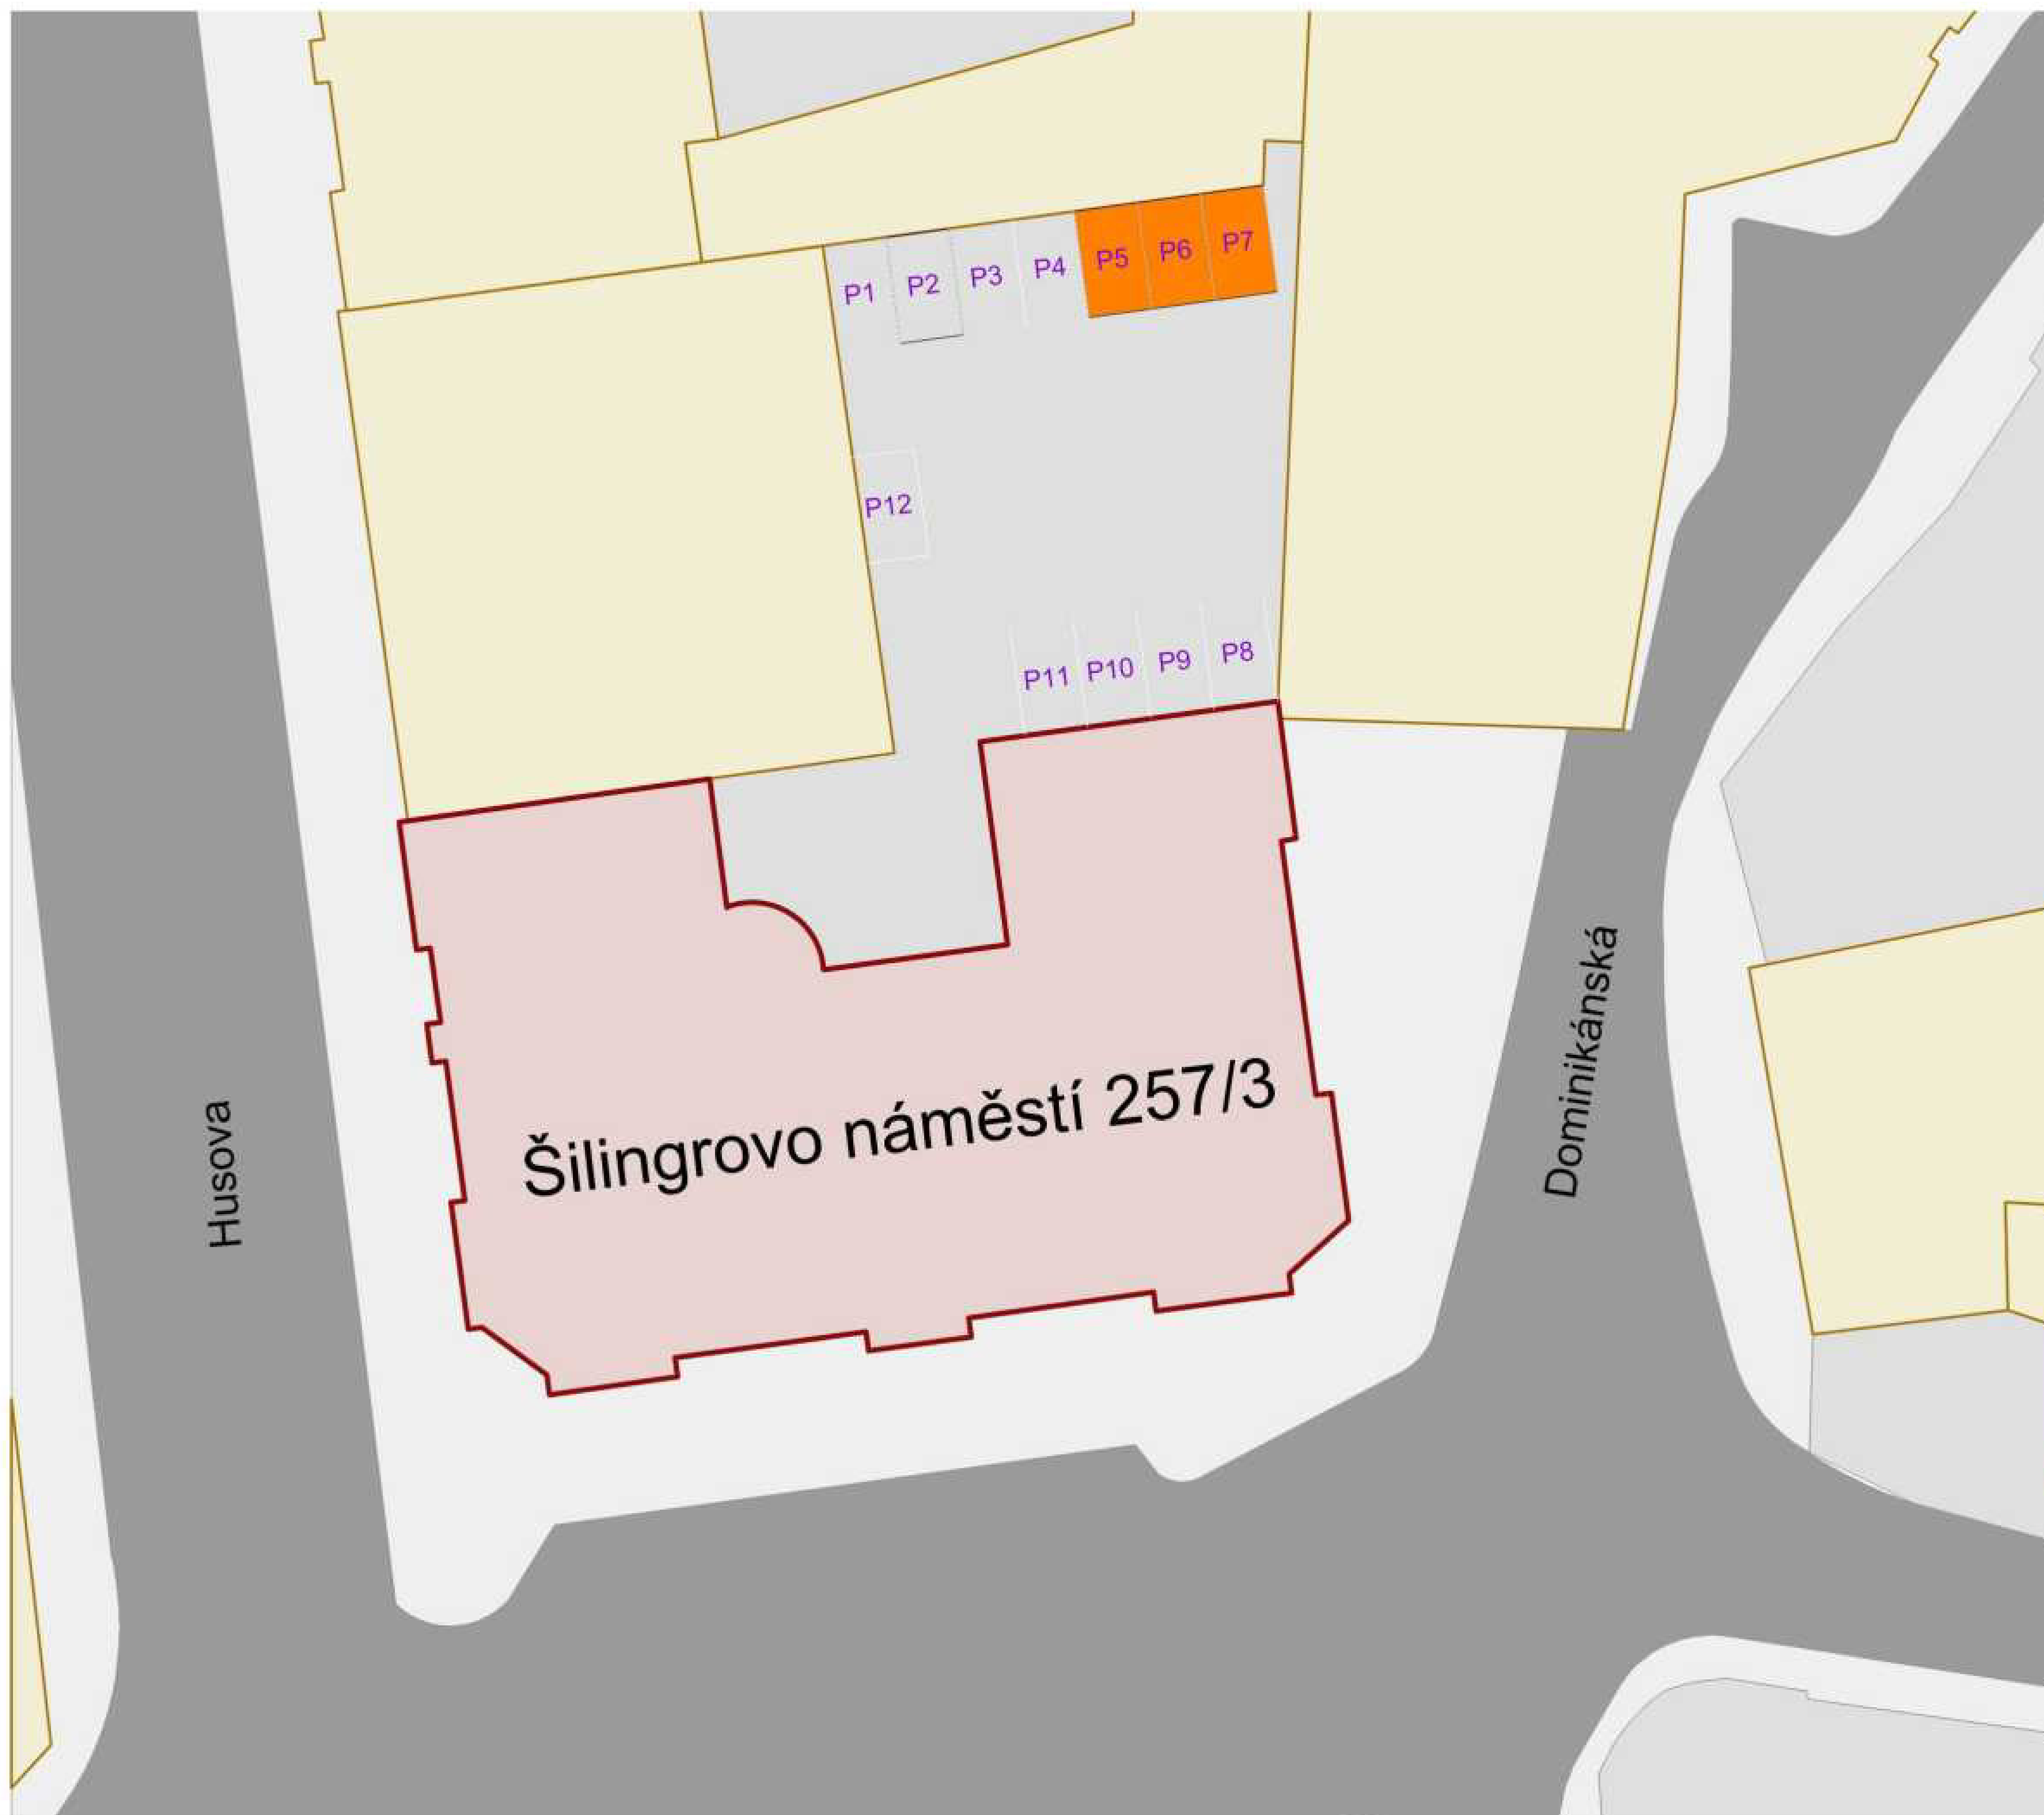 P1
P2
P3
P4
P5
P6
P7
P12
P11
P10
P9
P8
Šilingrovo náměstí 257/3
Husova
Dominikánská